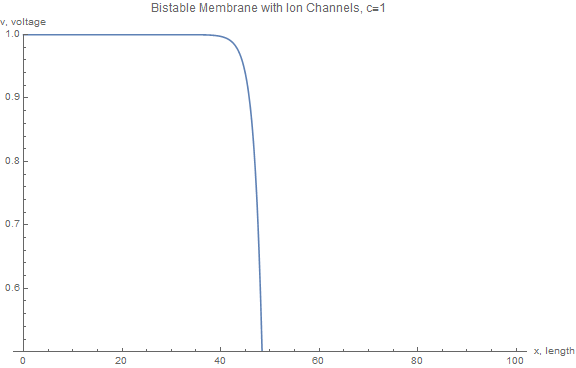 Bistable Membrane with Ion Channels, c=1
v, voltage
1.0
0.9
0.8
0.7
0.6
0 20 40 60 80 100 x, length